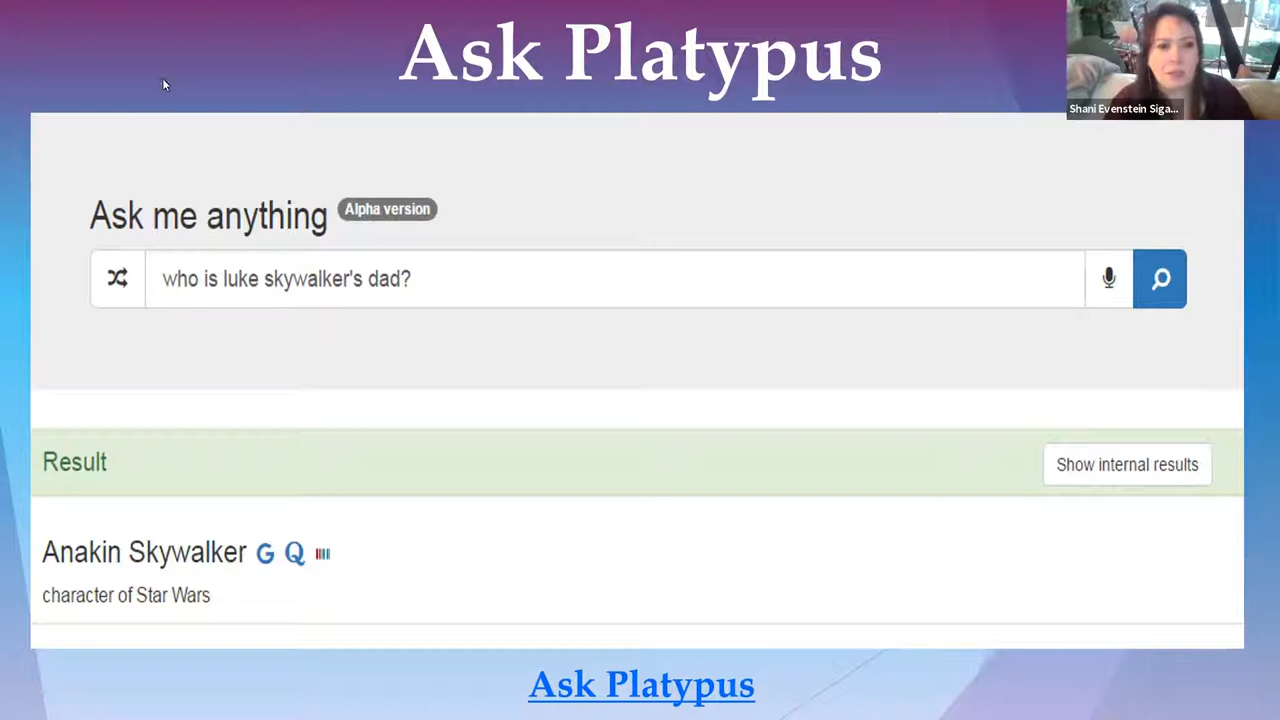 Ask Platypus
Shani Evenstein Siga...
Ask me anything
Alpha version
who is luke skywalker's dad?
Result
Show internal results
Anakin Skywalker G Q
character of Star Wars
Ask Platypus